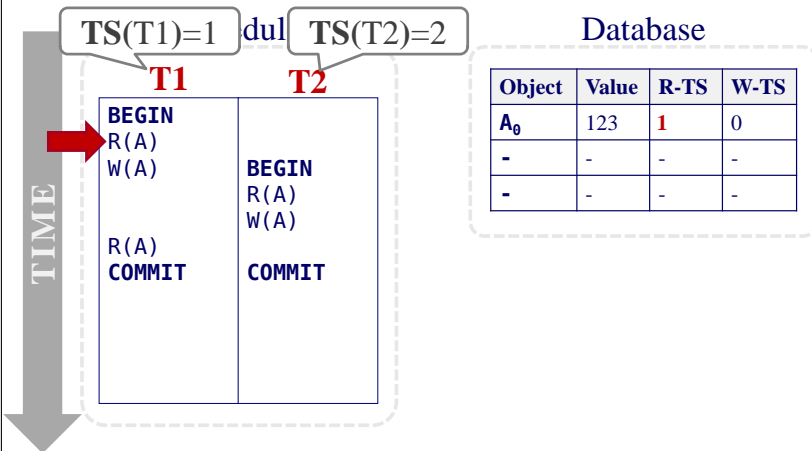 TS(T1)=1 edul TS(T2)=2 Database
T1 T2
Object Value R-TS W-TS
A₀ 123 1 0
- - - -
- - - -
BEGIN
R(A)
W(A) BEGIN
R(A)
W(A)
R(A)
COMMIT COMMIT
TIME